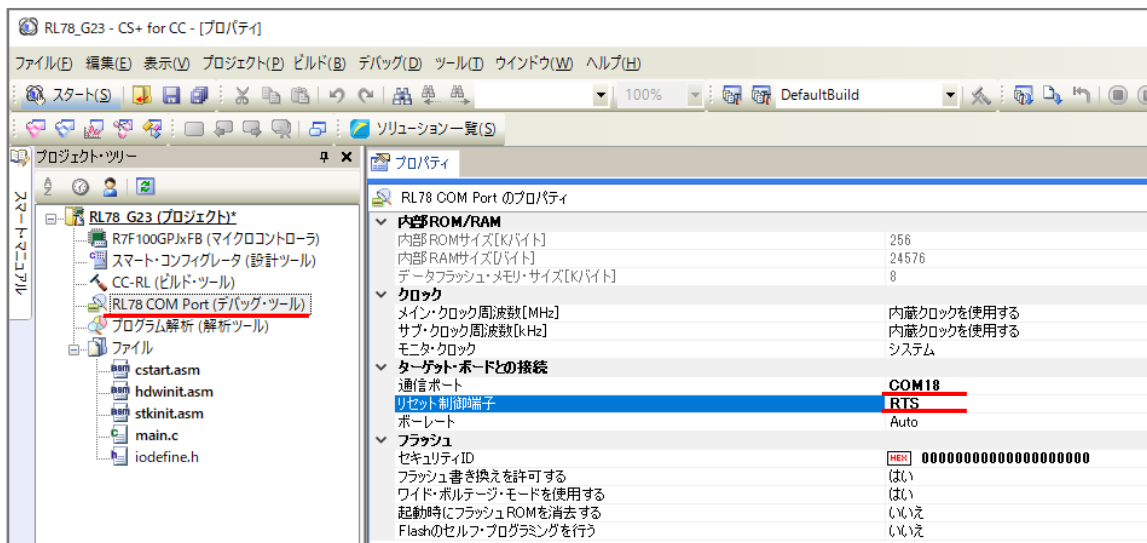 RL78_G23 - CS+ for CC - [プロパティ]
ファイル(F) 編集(E) 表示(V) プロジェクト(P) ビルド(B) デバッグ(D) ツール(T) ウインドウ(W) ヘルプ(H)
スタート(S) 100% DefaultBuild
ソリューション一覧(S)
スマート・マニュアル
プロジェクト・ツリー
RL78_G23 (プロジェクト)*
R7F100GPJxFB (マイクロコントローラ)
スマート・コンフィグレータ (設計ツール)
CC-RL (ビルド・ツール)
RL78 COM Port (デバッグ・ツール)
プログラム解析 (解析ツール)
ファイル
cstart.asm
hdwinit.asm
stkinit.asm
main.c
iodefine.h
プロパティ
RL78 COM Port のプロパティ
内部ROM/RAM
内部ROMサイズ[Kバイト] 256
内部RAMサイズ[バイト] 24576
データフラッシュ・メモリ・サイズ[Kバイト] 8
クロック
メイン・クロック周波数[MHz] 内蔵クロックを使用する
サブ・クロック周波数[kHz] 内蔵クロックを使用する
モニタ・クロック システム
ターゲット・ボードとの接続
通信ポート COM18
リセット制御端子 RTS
ボーレート Auto
フラッシュ
セキュリティID HEX 00000000000000000000
フラッシュ書き換えを許可する はい
ワイド・ボルテージ・モードを使用する はい
起動時にフラッシュROMを消去する いいえ
Flashのセルフ・プログラミングを行う いいえ